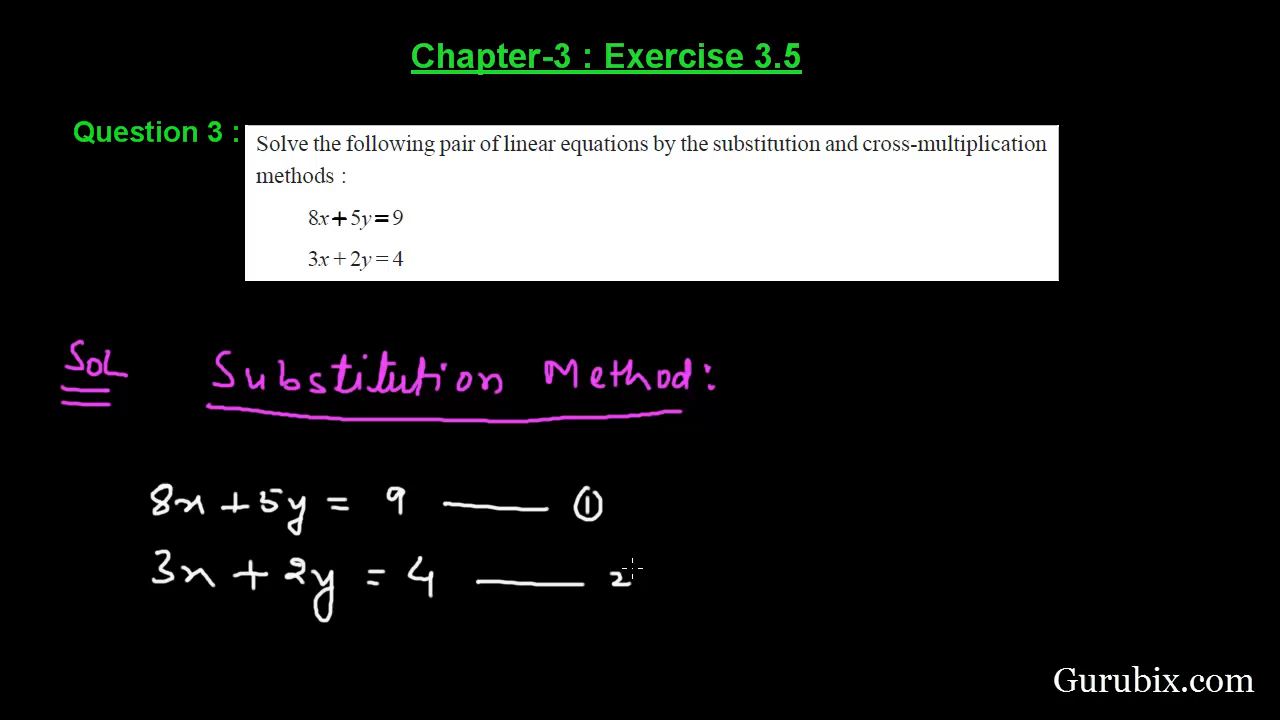 Chapter-3 : Exercise 3.5
Question 3 :
Solve the following pair of linear equations by the substitution and cross-multiplication
methods :
8x+5y=9
3x+2y=4
Sol Substitution Method:
8x+5y = 9 —— ①
3x + 2y = 4 —— 2
Gurubix.com